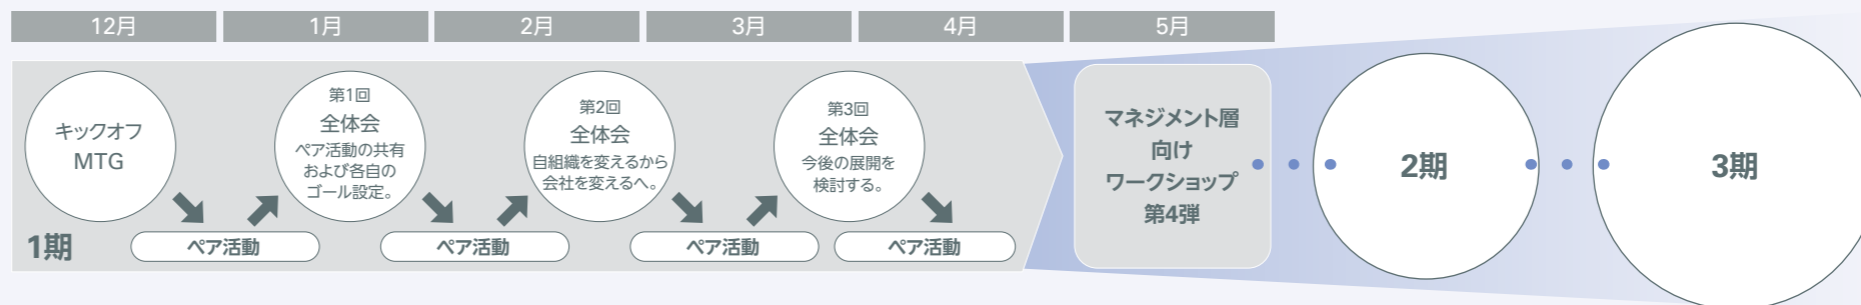 12月
1月
2月
3月
4月
5月
キックオフ
MTG
第1回
全体会
ペア活動の共有
および各自の
ゴール設定。
第2回
全体会
自組織を変えるから
会社を変えるへ。
第3回
全体会
今後の展開を
検討する。
1期
ペア活動
ペア活動
ペア活動
ペア活動
マネジメント層
向け
ワークショップ
第4弾
2期
3期